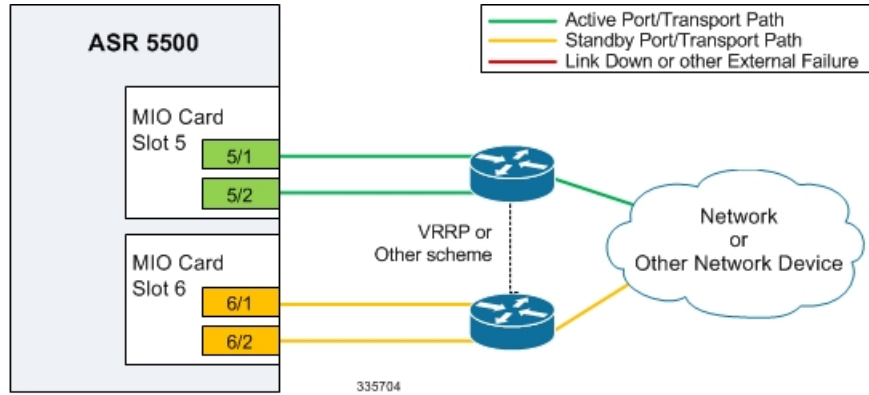 ASR 5500
Active Port/Transport Path
Standby Port/Transport Path
Link Down or other External Failure
MIO Card
Slot 5
5/1
5/2
MIO Card
Slot 6
6/1
6/2
VRRP or
Other scheme
Network
or
Other Network Device
335704